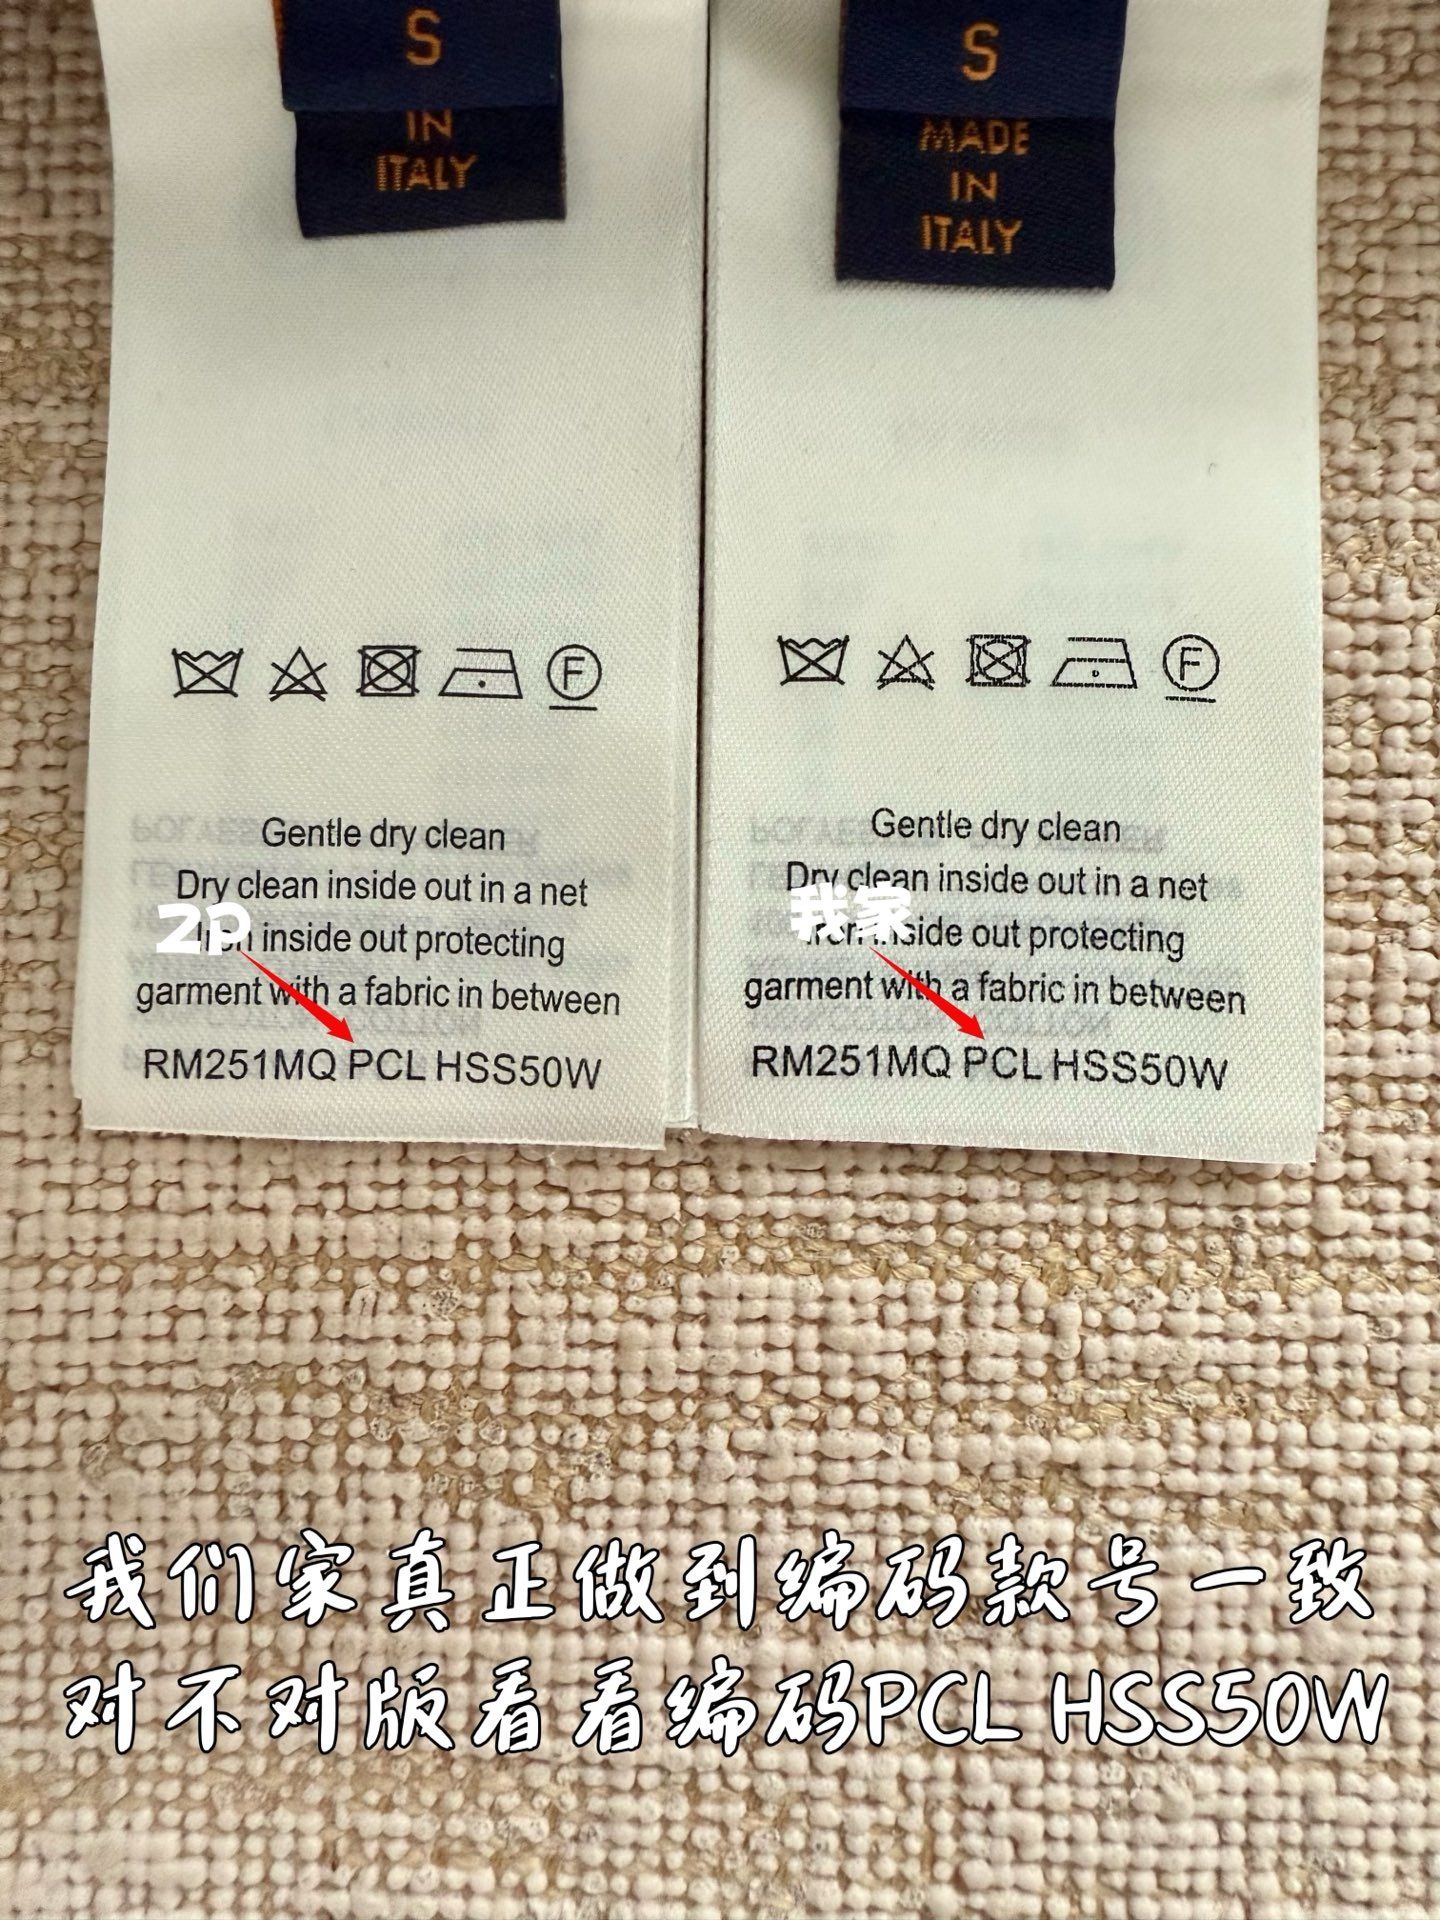 S
IN
ITALY
S
MADE
IN
ITALY
F
F
Gentle dry clean
Dry clean inside out in a net
Iron inside out protecting
garment with a fabric in between
RM251MQ PCL HSS50W
ZP
Gentle dry clean
Dry clean inside out in a net
Iron inside out protecting
garment with a fabric in between
RM251MQ PCL HSS50W
我家
我们家真正做到编码款号一致
对不对版看看编码PCL HSS50W